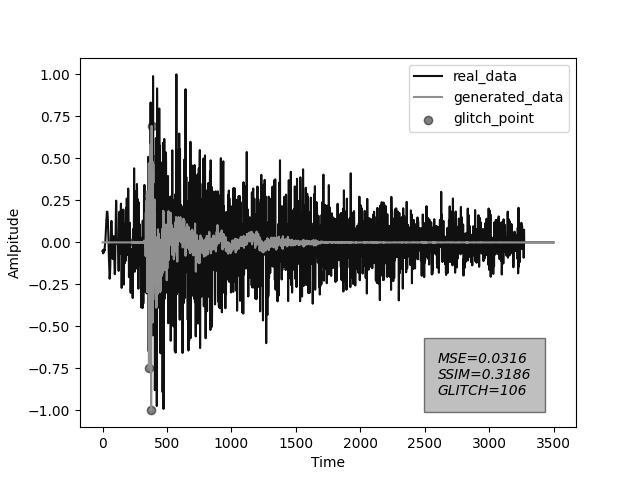 real_data
generated_data
glitch_point
1.00
0.75
0.50
0.25
0.00
−0.25
−0.50
−0.75
−1.00
Amlpitude
MSE=0.0316
SSIM=0.3186
GLITCH=106
0 500 1000 1500 2000 2500 3000 3500
Time